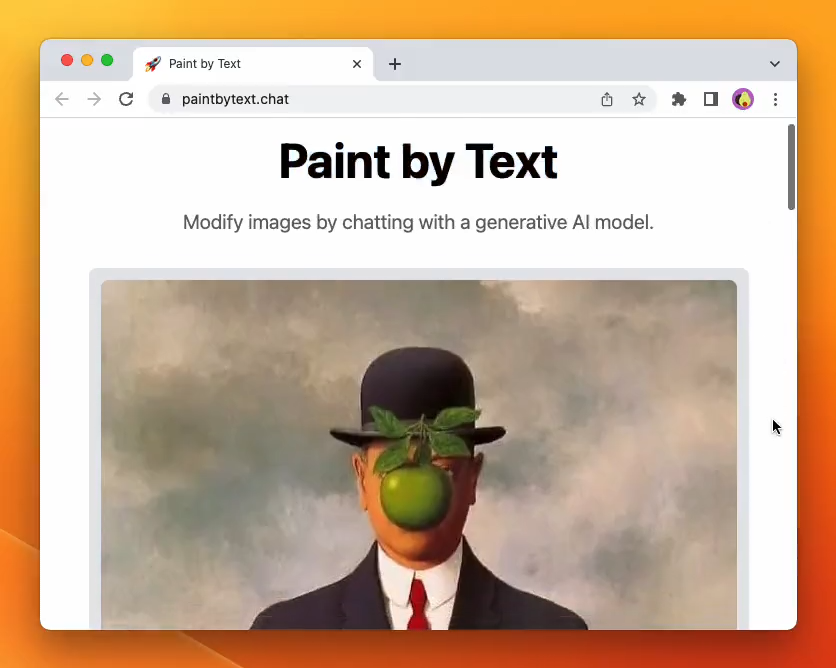 Paint by Text
paintbytext.chat
Paint by Text
Modify images by chatting with a generative AI model.